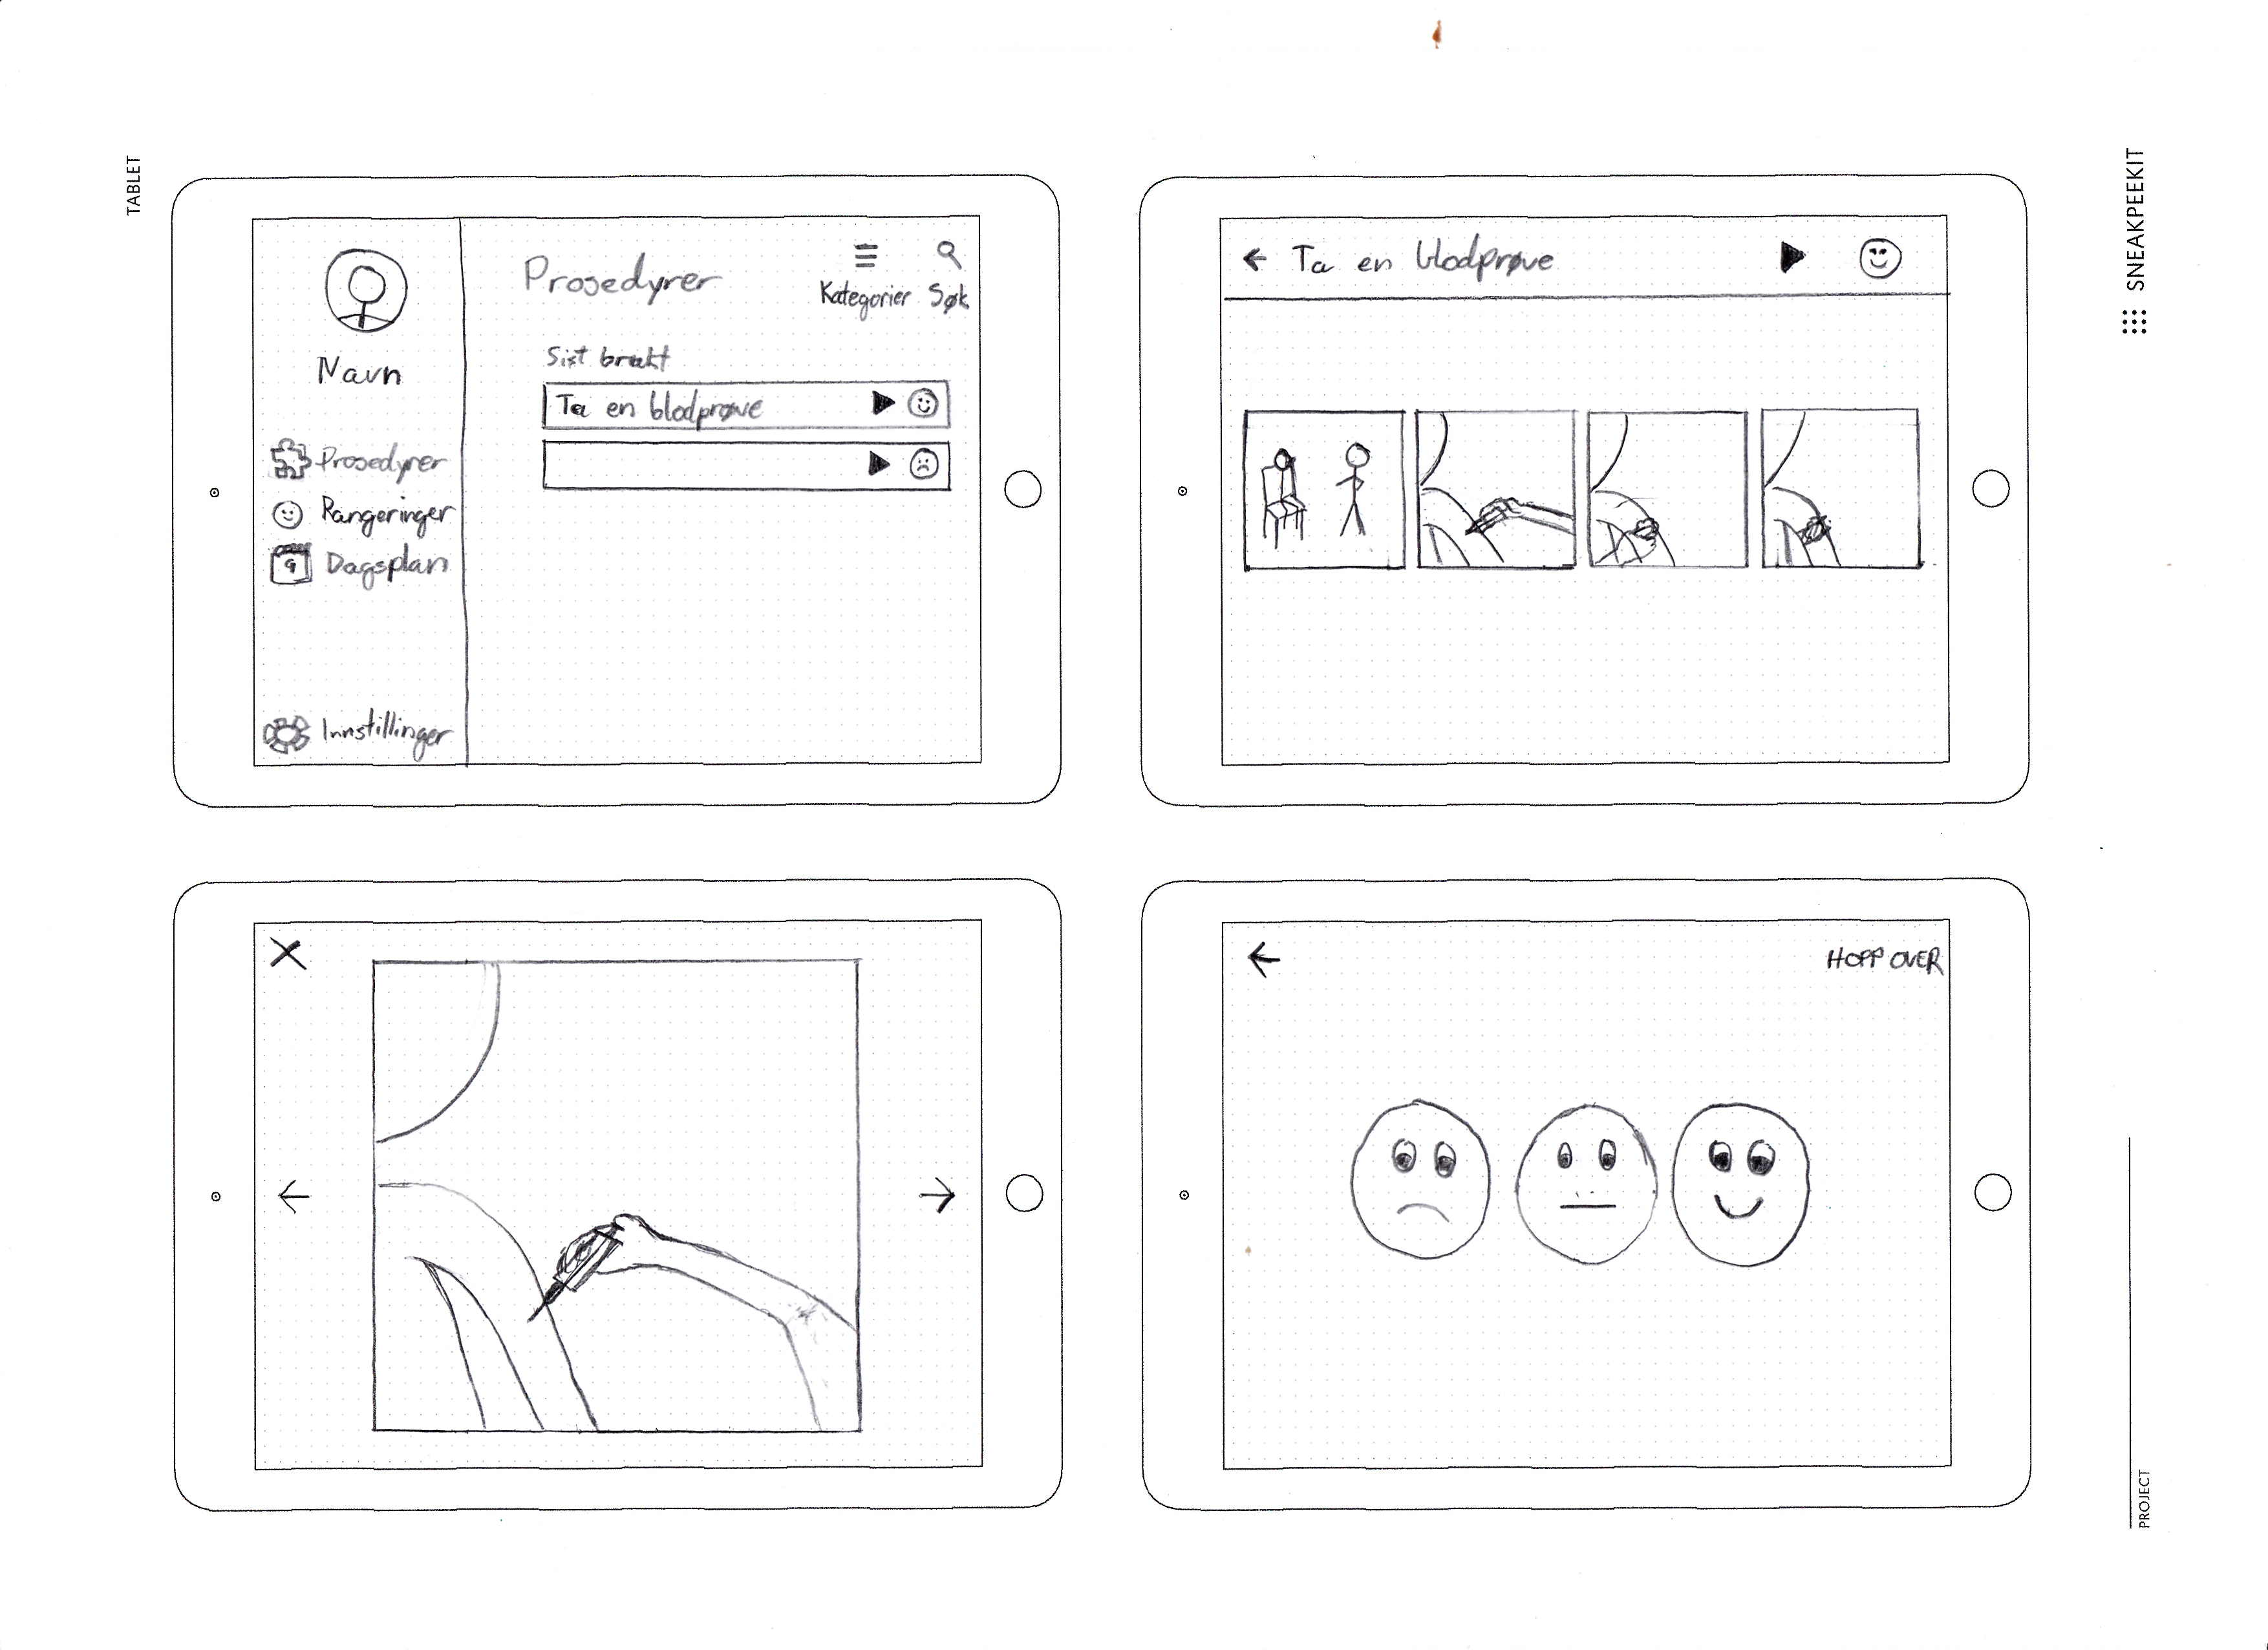 TABLET
Navn
Prosedyrer
Rangeringer
Dagsplan
9
Innstillinger
Prosedyrer
Kategorier
Søk
Sist brukt
Ta en blodprøve
Ta en blodprøve
HOPP OVER
SNEAKPEEKIT
PROJECT